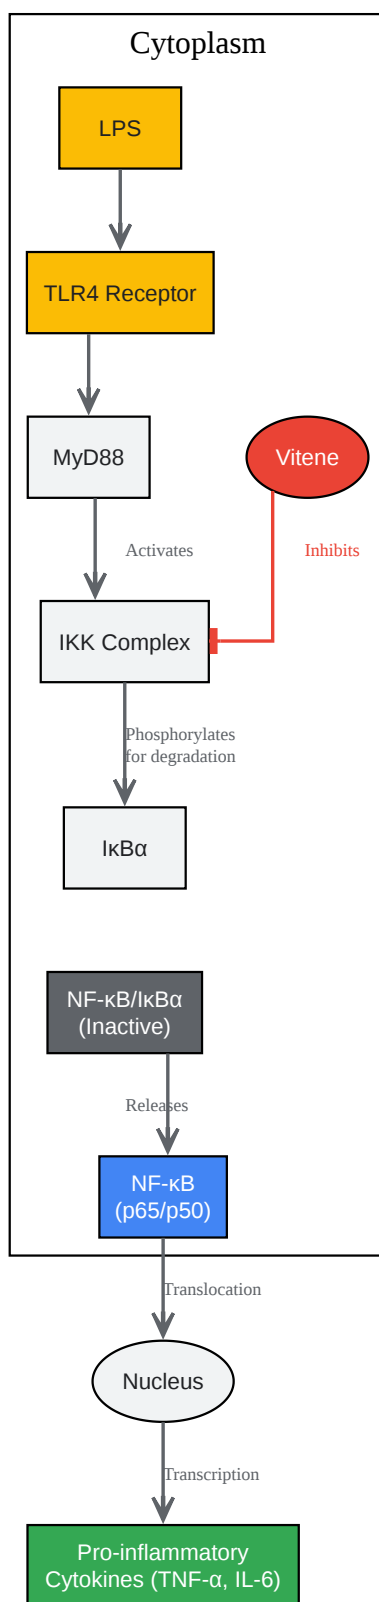 Cytoplasm
LPS
TLR4 Receptor
MyD88
Vitene
Activates
Inhibits
IKK Complex
Phosphorylates
for degradation
IκBα
NF-κB/IκBα
(Inactive)
Releases
NF-κB
(p65/p50)
Translocation
Nucleus
Transcription
Pro-inflammatory
Cytokines (TNF-α, IL-6)